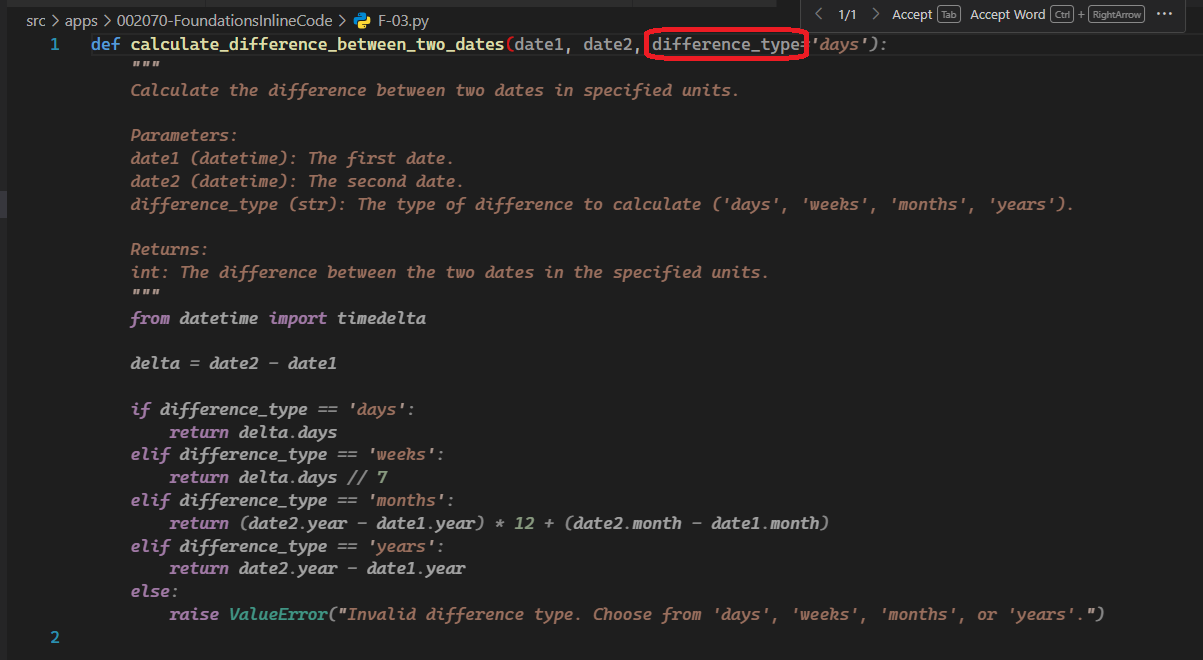 src > apps > 002070-FoundationsInlineCode > F-03.py
< 1/1 > Accept Tab Accept Word Ctrl + RightArrow ...
1 def calculate_difference_between_two_dates(date1, date2, difference_type='days'):
"""
Calculate the difference between two dates in specified units.
Parameters:
date1 (datetime): The first date.
date2 (datetime): The second date.
difference_type (str): The type of difference to calculate ('days', 'weeks', 'months', 'years').
Returns:
int: The difference between the two dates in the specified units.
"""
from datetime import timedelta
delta = date2 - date1
if difference_type == 'days':
return delta.days
elif difference_type == 'weeks':
return delta.days // 7
elif difference_type == 'months':
return (date2.year - date1.year) * 12 + (date2.month - date1.month)
elif difference_type == 'years':
return date2.year - date1.year
else:
raise ValueError("Invalid difference type. Choose from 'days', 'weeks', 'months', or 'years'.")
2